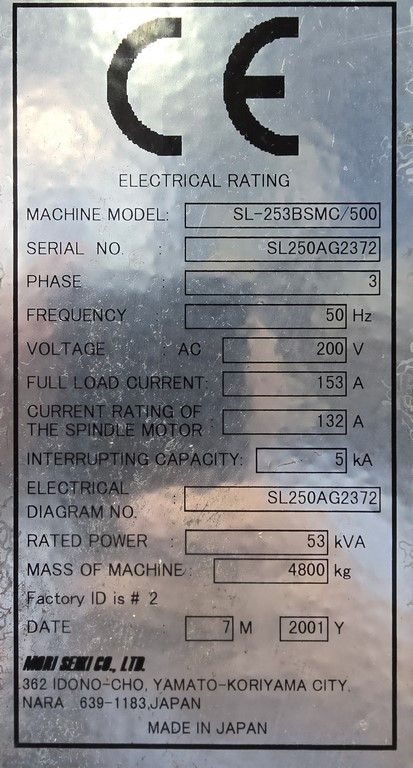 CE
ELECTRICAL RATING
MACHINE MODEL: SL-253BSMC/500
SERIAL NO. : SL250AG2372
PHASE : 3
FREQUENCY : 50 Hz
VOLTAGE : AC 200 V
FULL LOAD CURRENT: 153 A
CURRENT RATING OF
THE SPINDLE MOTOR : 132 A
INTERRUPTING CAPACITY: 5 kA
ELECTRICAL
DIAGRAM NO. : SL250AG2372
RATED POWER : 53 kVA
MASS OF MACHINE: 4800 kg
Factory ID is # 2
DATE : 7 M 2001 Y
MORI SEIKI CO., LTD.
362 IDONO-CHO, YAMATO-KORIYAMA CITY,
NARA 639-1183,JAPAN
MADE IN JAPAN